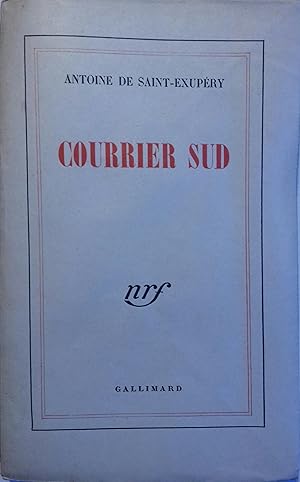 ANTOINE DE SAINT-EXUPÉRY
COURRIER SUD
nrf
GALLIMARD